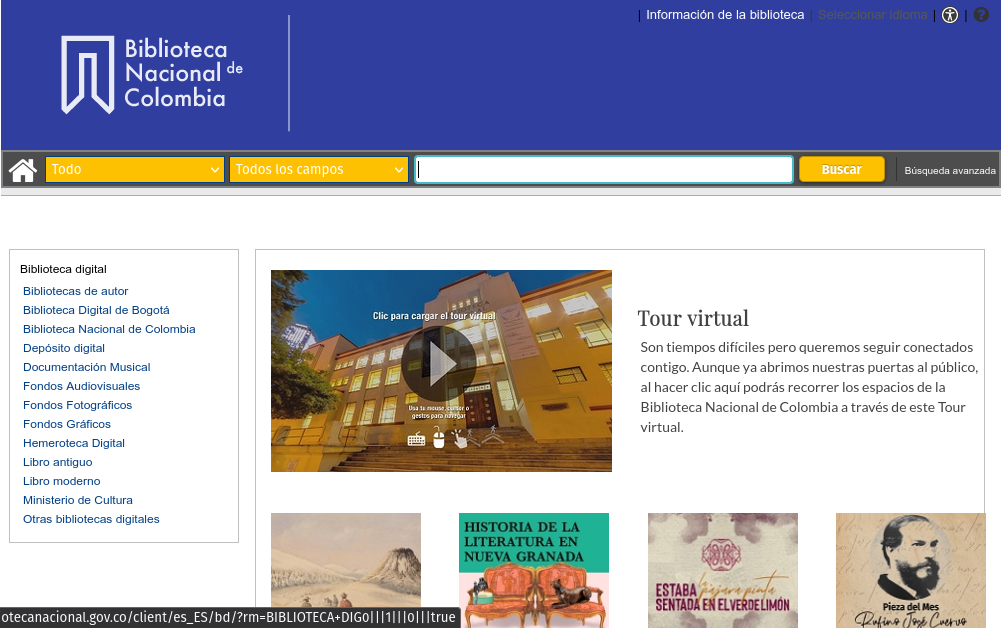 Información de la biblioteca
Seleccionar idioma
?
Biblioteca
Nacional de
Colombia
Todo
Todos los campos
Buscar
Búsqueda avanzada
Biblioteca digital
Bibliotecas de autor
Biblioteca Digital de Bogotá
Biblioteca Nacional de Colombia
Depósito digital
Documentación Musical
Fondos Audiovisuales
Fondos Fotográficos
Fondos Gráficos
Hemeroteca Digital
Libro antiguo
Libro moderno
Ministerio de Cultura
Otras bibliotecas digitales
Clic para cargar el tour virtual
Usa tu mouse, cursor o
gestos para navegar
Tour virtual
Son tiempos difíciles pero queremos seguir conectados
contigo. Aunque ya abrimos nuestras puertas al público,
al hacer clic aquí podrás recorrer los espacios de la
Biblioteca Nacional de Colombia a través de este Tour
virtual.
HISTORIA DE LA
LITERATURA EN
NUEVA GRANADA
ESTABA la pájara pinta
SENTADA EN EL VERDE LIMÓN
Pieza del Mes
Rufino José Cuervo
otecanacional.gov.co/client/es_ES/bd/?rm=BIBLIOTECA+DIG0|||1|||0|||true